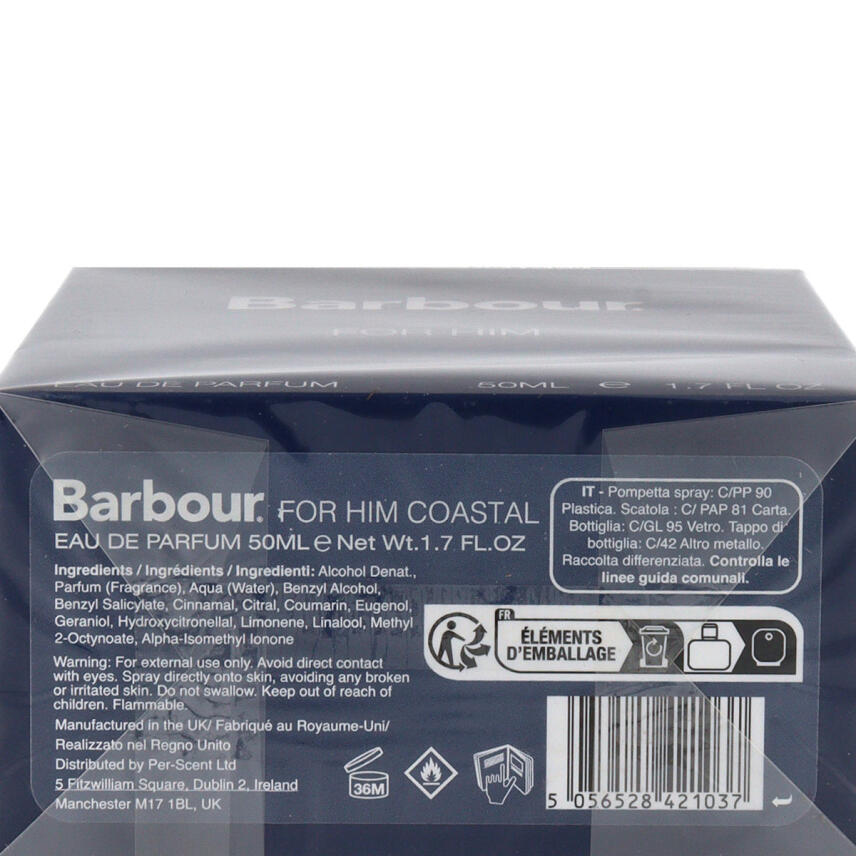 Barbour.
FOR HIM
EAU DE PARFUM 50ML e 1.7 FL OZ
Barbour. FOR HIM COASTAL
EAU DE PARFUM 50ML e Net Wt.1.7 FL.OZ
Ingredients / Ingrédients / Ingredienti: Alcohol Denat.,
Parfum (Fragrance), Aqua (Water), Benzyl Alcohol,
Benzyl Salicylate, Cinnamal, Citral, Coumarin, Eugenol,
Geraniol, Hydroxycitronellal, Limonene, Linalool, Methyl
2-Octynoate, Alpha-Isomethyl Ionone
Warning: For external use only. Avoid direct contact
with eyes. Spray directly onto skin, avoiding any broken
or irritated skin. Do not swallow. Keep out of reach of
children. Flammable.
Manufactured in the UK/ Fabriqué au Royaume-Uni/
Realizzato nel Regno Unito
Distributed by Per-Scent Ltd
5 Fitzwilliam Square, Dublin 2, Ireland
Manchester M17 1BL, UK
IT - Pompetta spray: C/PP 90
Plastica. Scatola : C/ PAP 81 Carta.
Bottiglia: C/GL 95 Vetro. Tappo di
bottiglia: C/42 Altro metallo.
Raccolta differenziata. Controlla le
linee guida comunali.
FR
ÉLÉMENTS
D'EMBALLAGE
36M
5 056528 421037